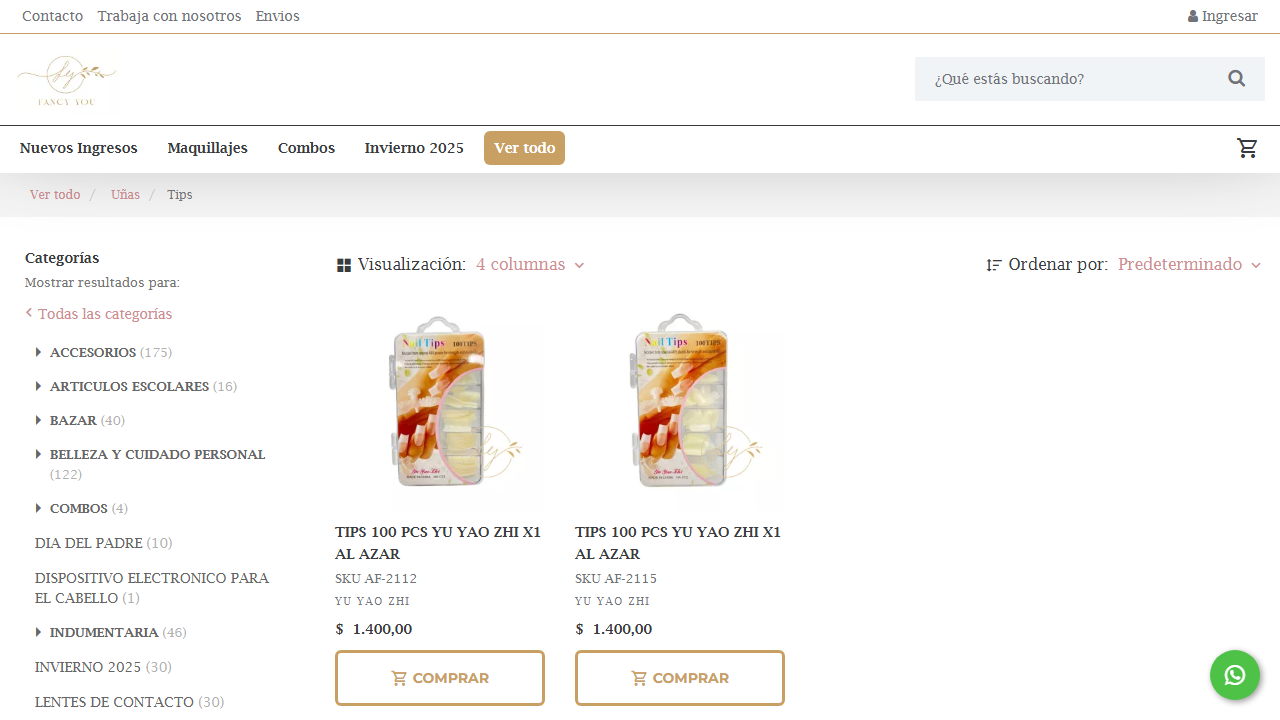 Contacto Trabaja con nosotros Envios Ingresar
fy
FANCY YOU
¿Qué estás buscando?
Nuevos Ingresos Maquillajes Combos Invierno 2025 Ver todo
Ver todo / Uñas / Tips
Categorías
Mostrar resultados para:
Todas las categorías
ACCESORIOS (175)
ARTICULOS ESCOLARES (16)
BAZAR (40)
BELLEZA Y CUIDADO PERSONAL
(122)
COMBOS (4)
DIA DEL PADRE (10)
DISPOSITIVO ELECTRONICO PARA
EL CABELLO (1)
INDUMENTARIA (46)
INVIERNO 2025 (30)
LENTES DE CONTACTO (30)
Visualización: 4 columnas
Ordenar por: Predeterminado
Nail Tips 100TIPS
fy
TIPS 100 PCS YU YAO ZHI X1
AL AZAR
SKU AF-2112
YU YAO ZHI
$ 1.400,00
COMPRAR
Nail Tips 100TIPS
fy
TIPS 100 PCS YU YAO ZHI X1
AL AZAR
SKU AF-2115
YU YAO ZHI
$ 1.400,00
COMPRAR